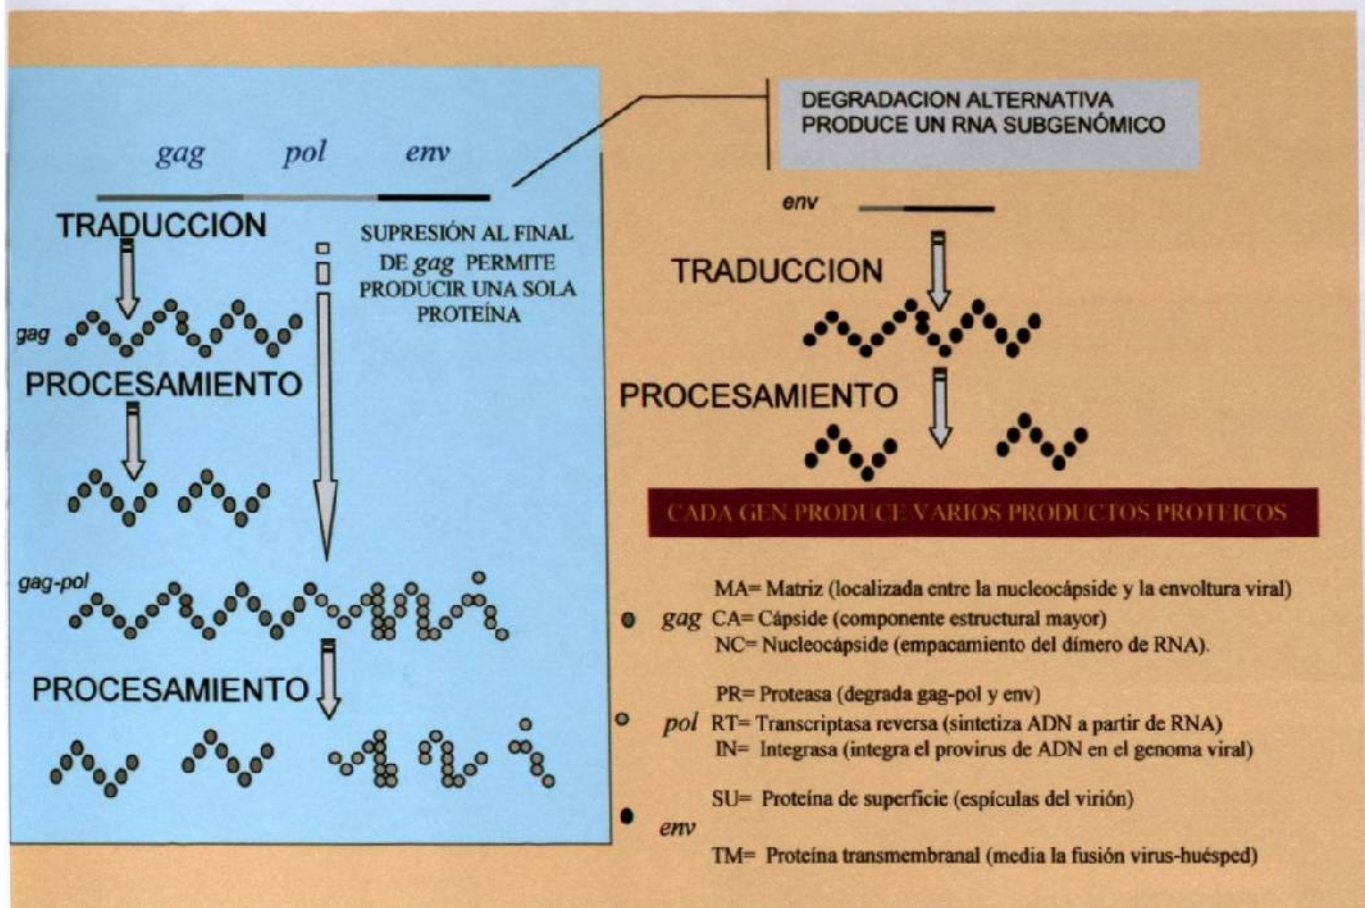 gag pol env
TRADUCCION
SUPRESIÓN AL FINAL
DE gag PERMITE
PRODUCIR UNA SOLA
PROTEÍNA
gag
PROCESAMIENTO
gag-pol
PROCESAMIENTO
DEGRADACION ALTERNATIVA
PRODUCE UN RNA SUBGENÓMICO
env
TRADUCCION
PROCESAMIENTO
CADA GEN PRODUCE VARIOS PRODUCTOS PROTEICOS
MA= Matriz (localizada entre la nucleocápside y la envoltura viral)
gag CA= Cápside (componente estructural mayor)
NC= Nucleocápside (empacamiento del dímero de RNA).
PR= Proteasa (degrada gag-pol y env)
pol RT= Transcriptasa reversa (sintetiza ADN a partir de RNA)
IN= Integrasa (integra el provirus de ADN en el genoma viral)
SU= Proteína de superficie (espículas del virión)
env
TM= Proteína transmembranal (media la fusión virus-huésped)